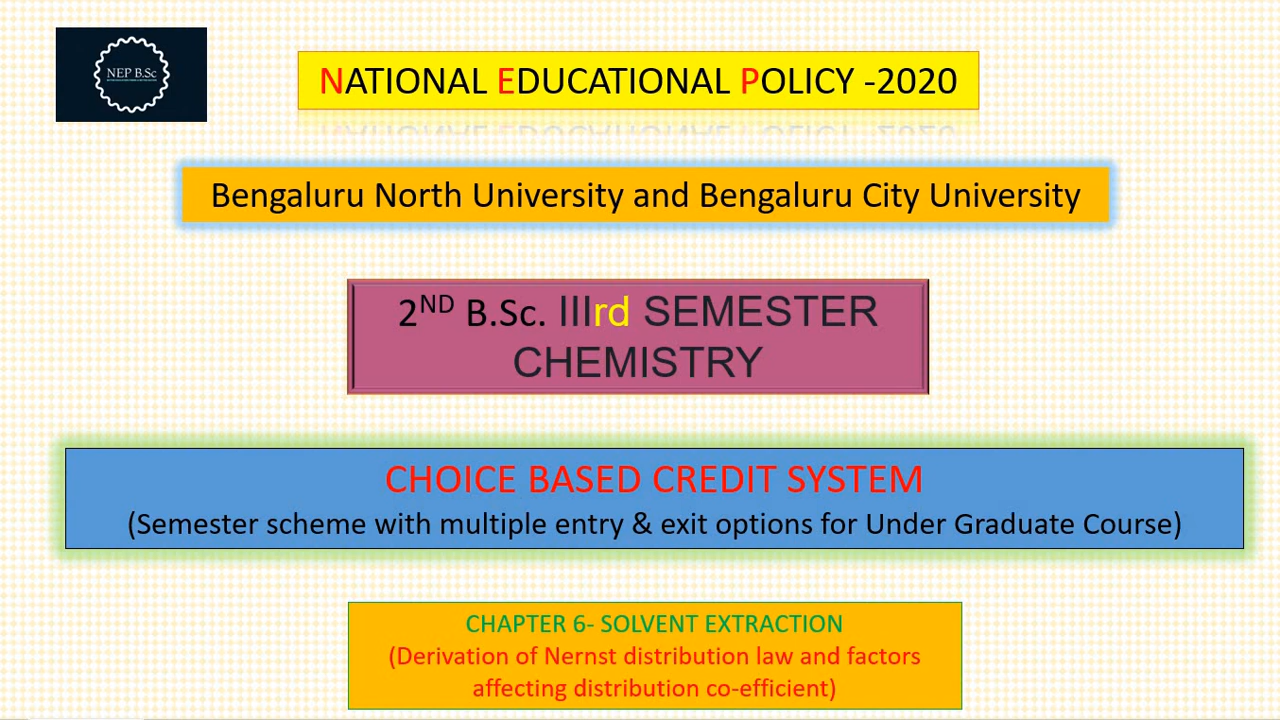 NEP B.Sc
NATIONAL EDUCATIONAL POLICY -2020
Bengaluru North University and Bengaluru City University
2ND B.Sc. IIIrd SEMESTER
CHEMISTRY
CHOICE BASED CREDIT SYSTEM
(Semester scheme with multiple entry & exit options for Under Graduate Course)
CHAPTER 6- SOLVENT EXTRACTION
(Derivation of Nernst distribution law and factors
affecting distribution co-efficient)